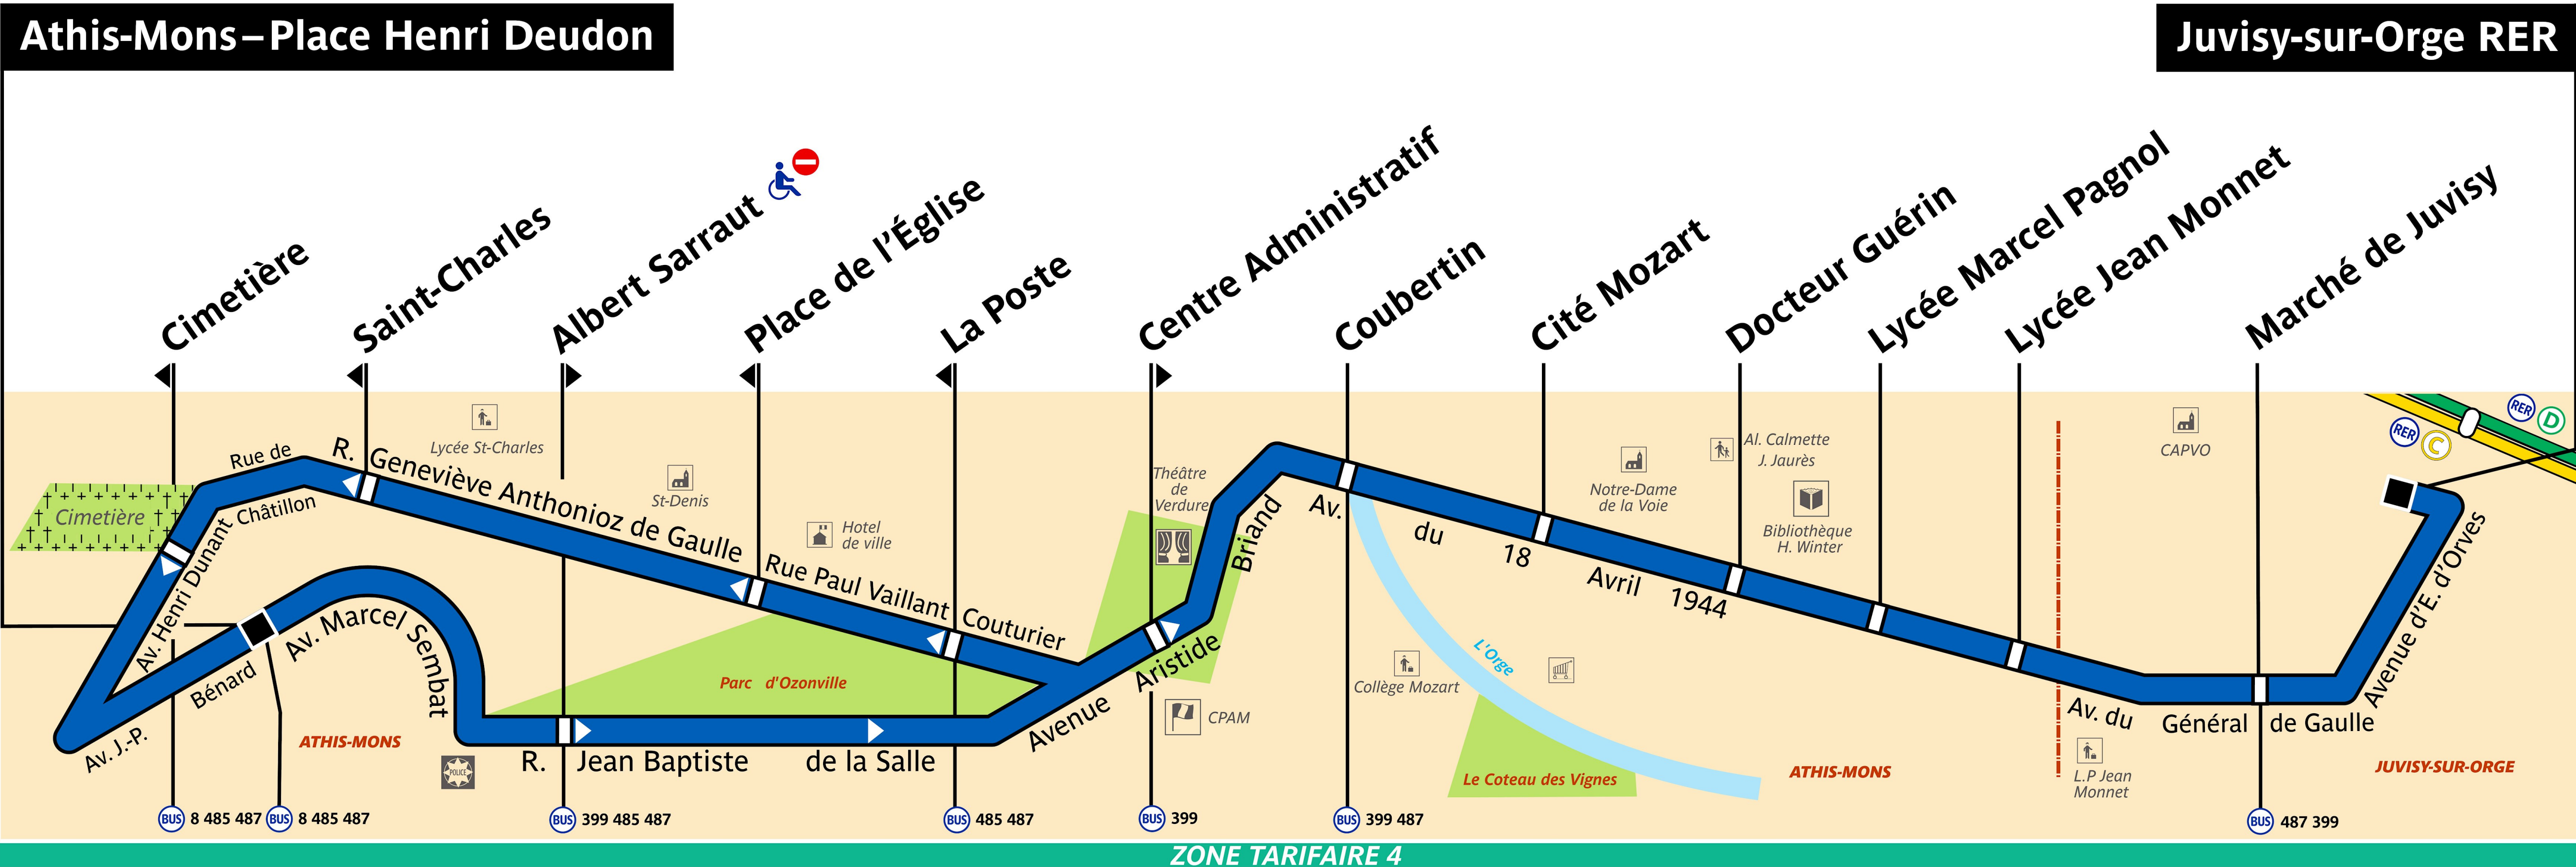 Athis-Mons – Place Henri Deudon
Juvisy-sur-Orge RER
Cimetière
Saint-Charles
Albert Sarraut
Place de l'Église
La Poste
Centre Administratif
Coubertin
Cité Mozart
Docteur Guérin
Lycée Marcel Pagnol
Lycée Jean Monnet
Marché de Juvisy
RER D
RER C
Cimetière
Rue de
Châtillon
Av. Henri Dunant
Av. J.-P.
Bénard
Av. Marcel Sembat
R. Geneviève Anthonioz de Gaulle
Lycée St-Charles
St-Denis
Hotel
de ville
Rue Paul Vaillant Couturier
Parc d'Ozonville
ATHIS-MONS
POLICE
R. Jean Baptiste de la Salle
Avenue Aristide Briand
Théâtre
de
Verdure
CPAM
Av. du 18 Avril 1944
L'Orge
Collège Mozart
Le Coteau des Vignes
Notre-Dame
de la Voie
Al. Calmette
J. Jaurès
Bibliothèque
H. Winter
ATHIS-MONS
CAPVO
L.P Jean
Monnet
Av. du Général de Gaulle
Avenue d'E. d'Orves
JUVISY-SUR-ORGE
BUS 8 485 487
BUS 8 485 487
BUS 399 485 487
BUS 485 487
BUS 399
BUS 399 487
BUS 487 399
ZONE TARIFAIRE 4